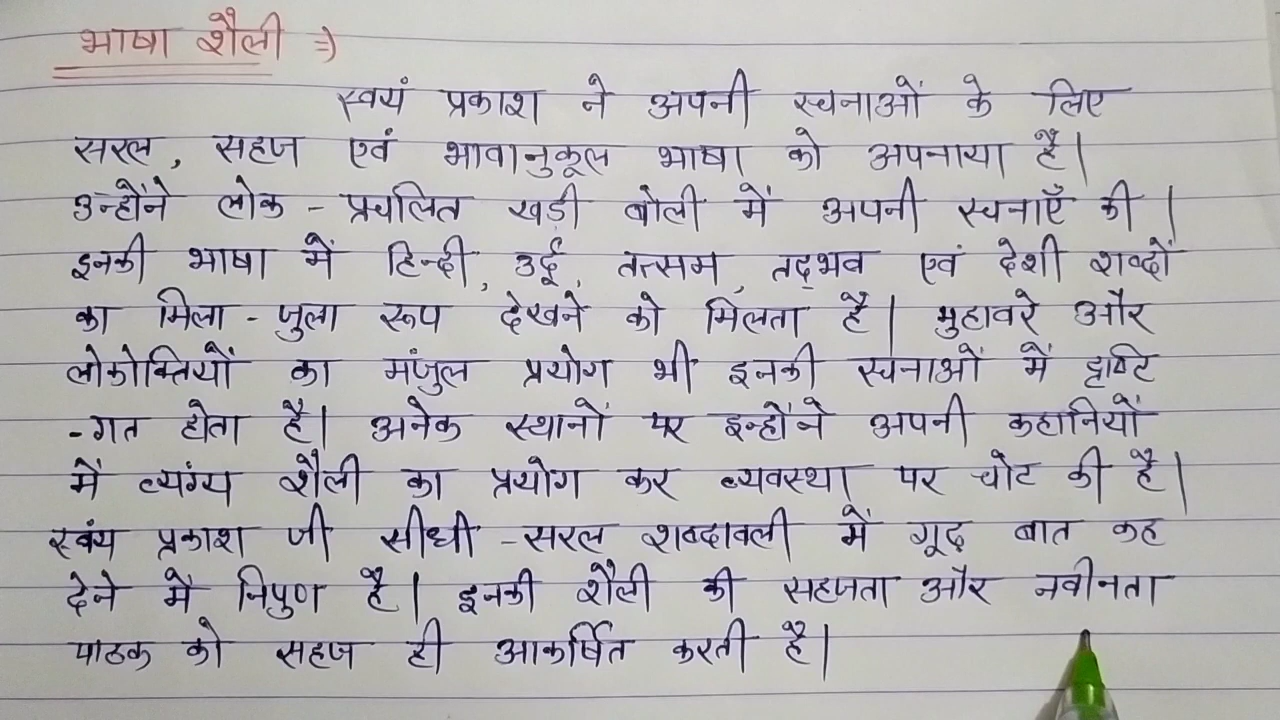 भाषा शैली ⇒
स्वयं प्रकाश ने अपनी रचनाओं के लिए
सरल, सहज एवं भावानुकूल भाषा को अपनाया है।
उन्होंने लोक - प्रचलित खड़ी बोली में अपनी रचनाएँ की।
इनकी भाषा में हिन्दी, उर्दू, तत्सम, तद्भव एवं देशी शब्दों
का मिला - जुला रूप देखने को मिलता है। मुहावरे और
लोकोक्तियों का मंजुल प्रयोग भी इनकी रचनाओं में दृष्टि
-गत होता है। अनेक स्थानों पर इन्होंने अपनी कहानियों
में व्यंग्य शैली का प्रयोग कर व्यवस्था पर चोट की है।
स्वंय प्रकाश जी सीधी - सरल शब्दावली में गूढ़ बात कह
देने में निपुण है। इनकी शैली की सहजता और नवीनता
पाठक को सहज ही आकर्षित करती है।